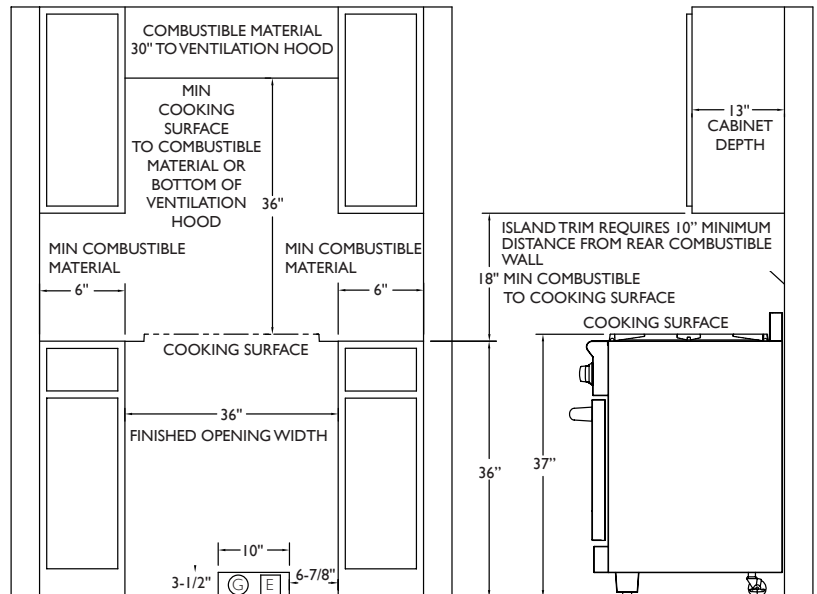 COMBUSTIBLE MATERIAL
30" TO VENTILATION HOOD
MIN
COOKING
SURFACE
TO COMBUSTIBLE
MATERIAL OR
BOTTOM OF
VENTILATION
HOOD
36"
MIN COMBUSTIBLE
MATERIAL
6"
MIN COMBUSTIBLE
MATERIAL
6"
COOKING SURFACE
36"
FINISHED OPENING WIDTH
10"
3-1/2"
G
E
6-7/8"
13"
CABINET
DEPTH
ISLAND TRIM REQUIRES 10” MINIMUM
DISTANCE FROM REAR COMBUSTIBLE
WALL
18" MIN COMBUSTIBLE
TO COOKING SURFACE
COOKING SURFACE
36”
37”